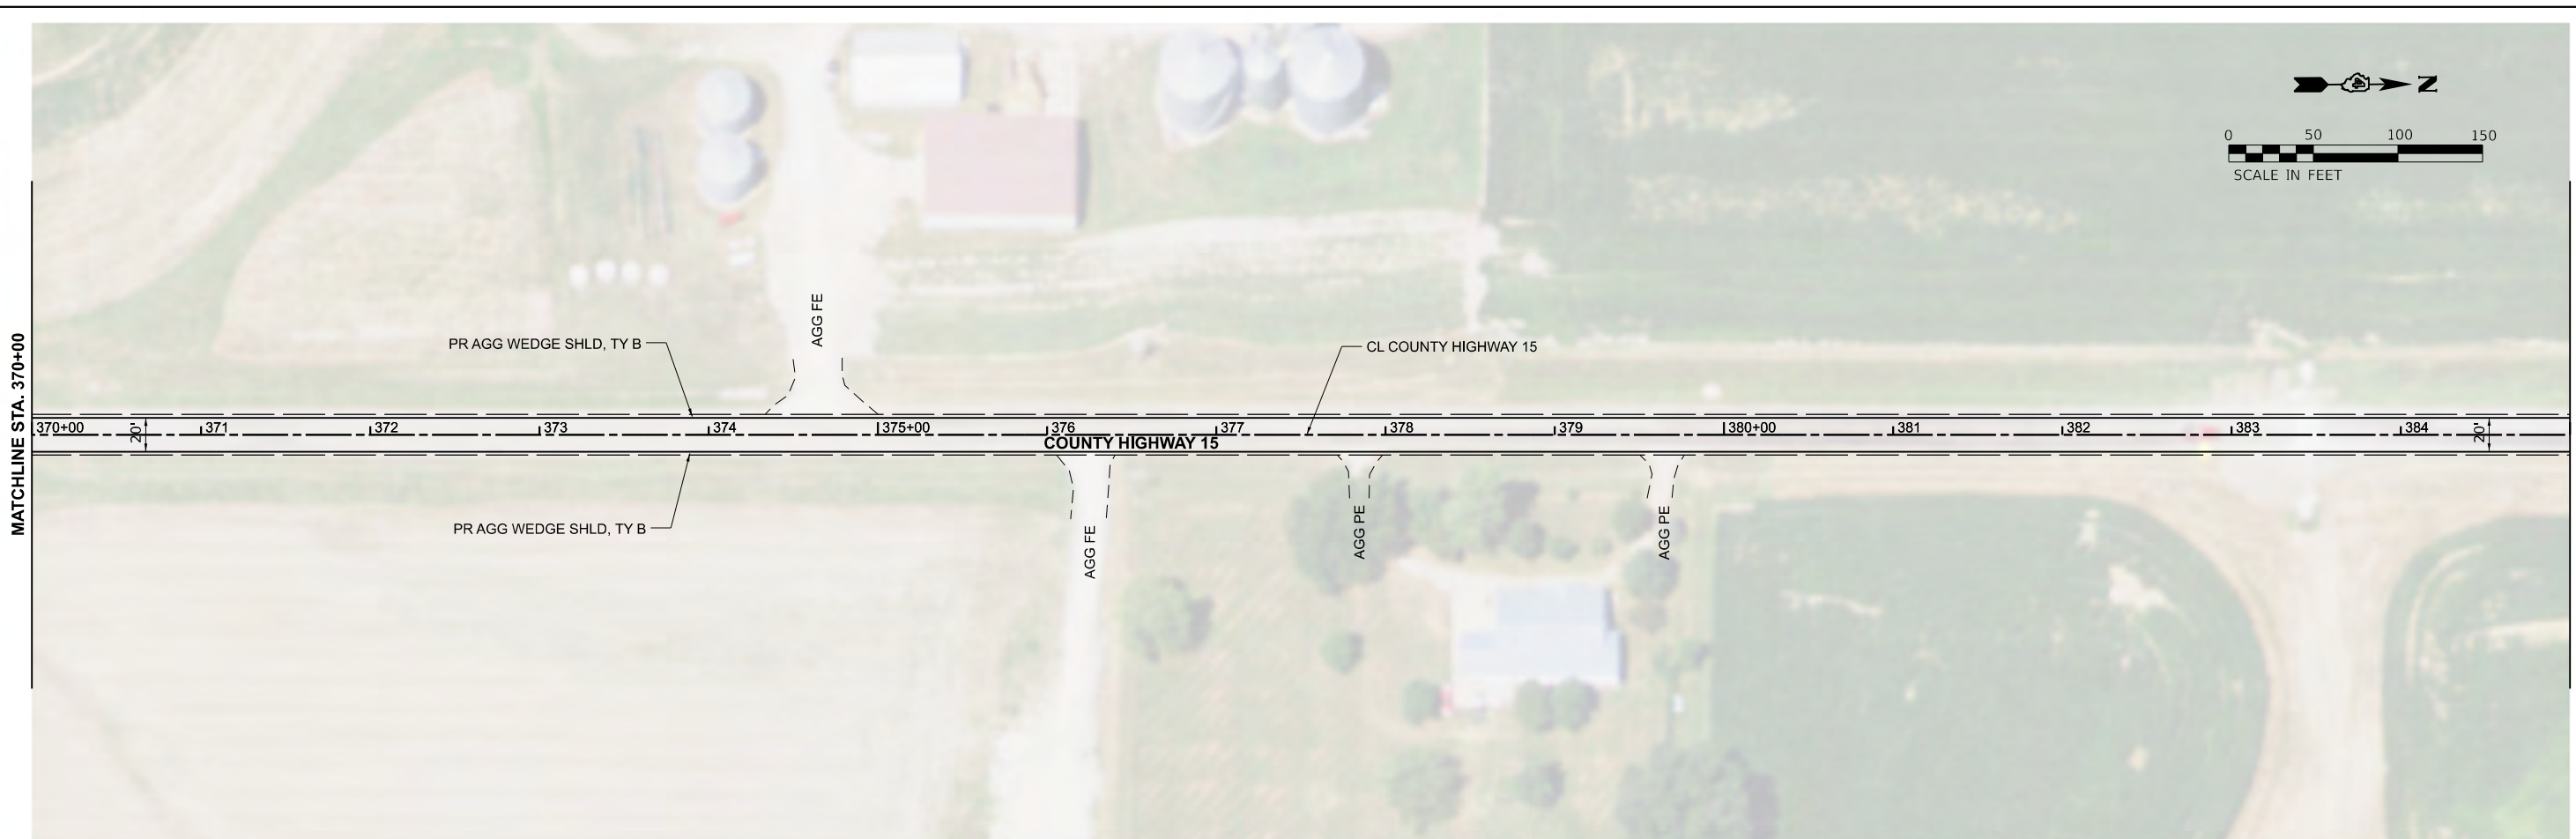 N
0 50 100 150
SCALE IN FEET
MATCHLINE STA. 370+00
AGG FE
PR AGG WEDGE SHLD, TY B
CL COUNTY HIGHWAY 15
370+00 371 372 373 374 375+00 376 377 378 379 380+00 381 382 383 384
20' 20'
COUNTY HIGHWAY 15
PR AGG WEDGE SHLD, TY B
AGG FE
AGG PE
AGG PE